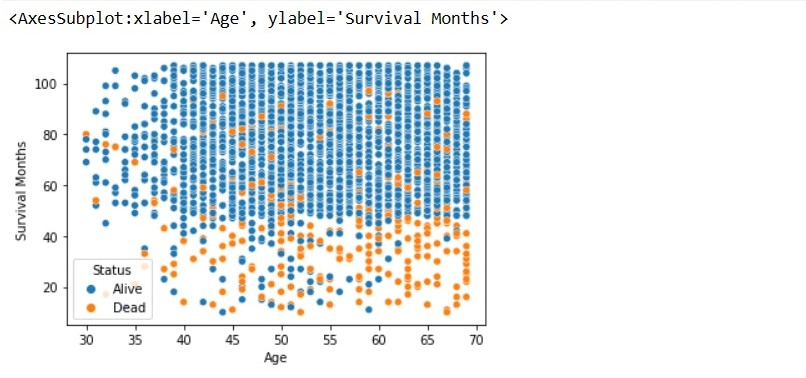 <AxesSubplot:xlabel='Age', ylabel='Survival Months'>
100
80
60
40
20
Survival Months
Status
Alive
Dead
30 35 40 45 50 55 60 65 70
Age